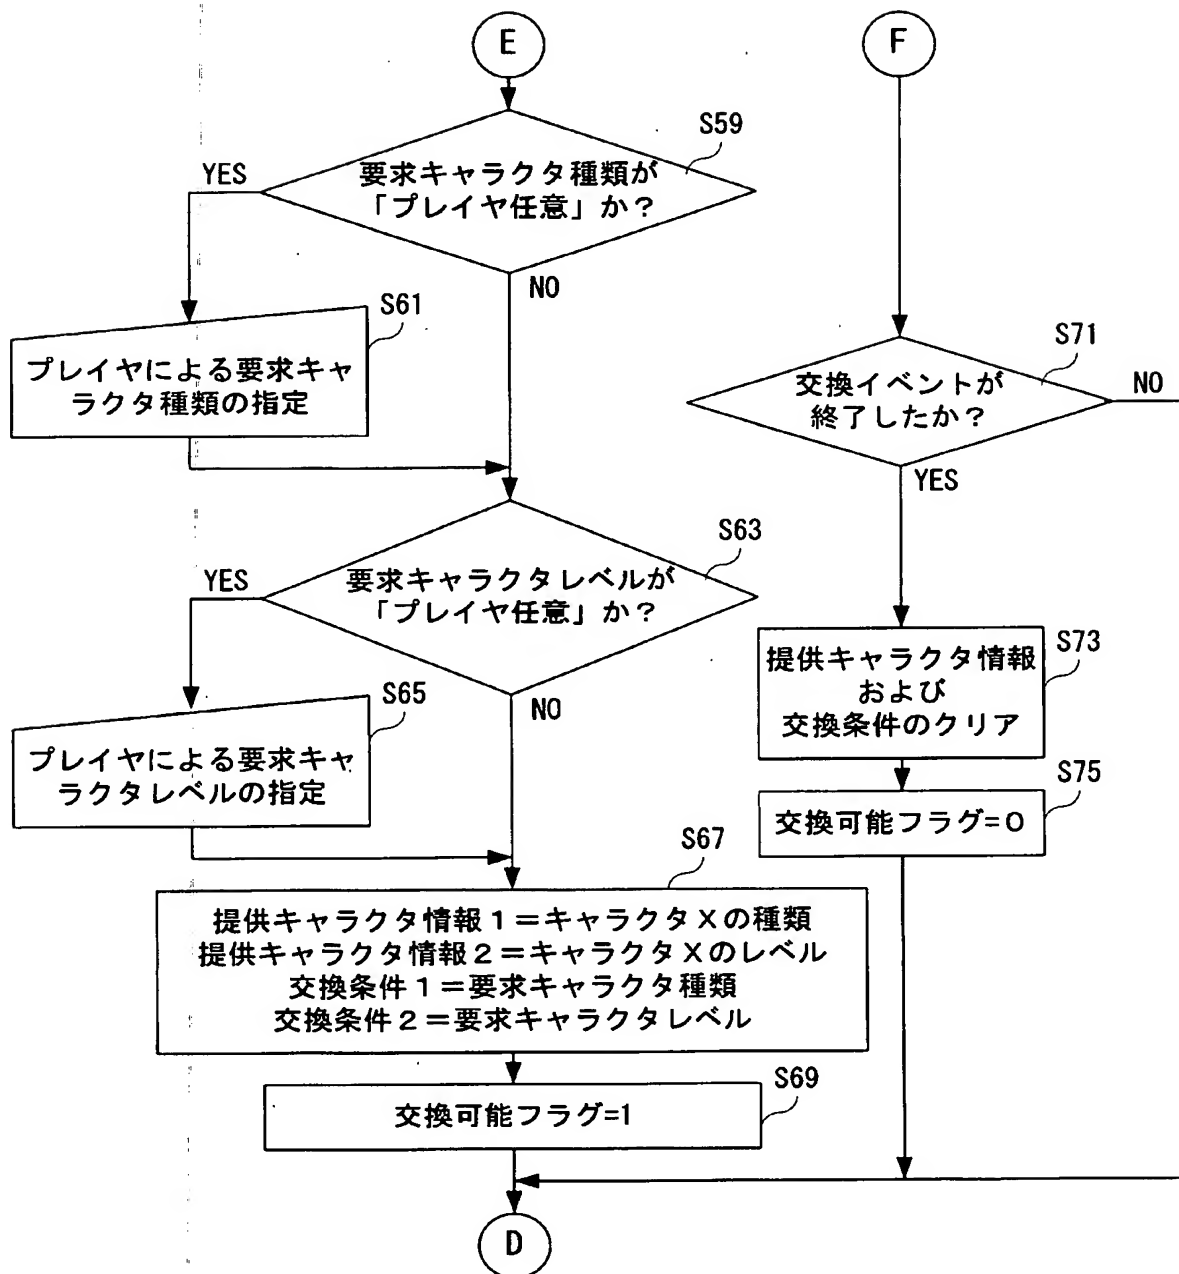 E
S59
要求キャラクタ種類が
「プレイヤ任意」か？
YES
NO
S61
プレイヤによる要求キャ
ラクタ種類の指定
S63
要求キャラクタレベルが
「プレイヤ任意」か？
YES
NO
S65
プレイヤによる要求キャ
ラクタレベルの指定
S67
提供キャラクタ情報１＝キャラクタＸの種類
提供キャラクタ情報２＝キャラクタＸのレベル
交換条件１＝要求キャラクタ種類
交換条件２＝要求キャラクタレベル
S69
交換可能フラグ=1
D
F
S71
交換イベントが
終了したか？
NO
YES
S73
提供キャラクタ情報
および
交換条件のクリア
S75
交換可能フラグ=０